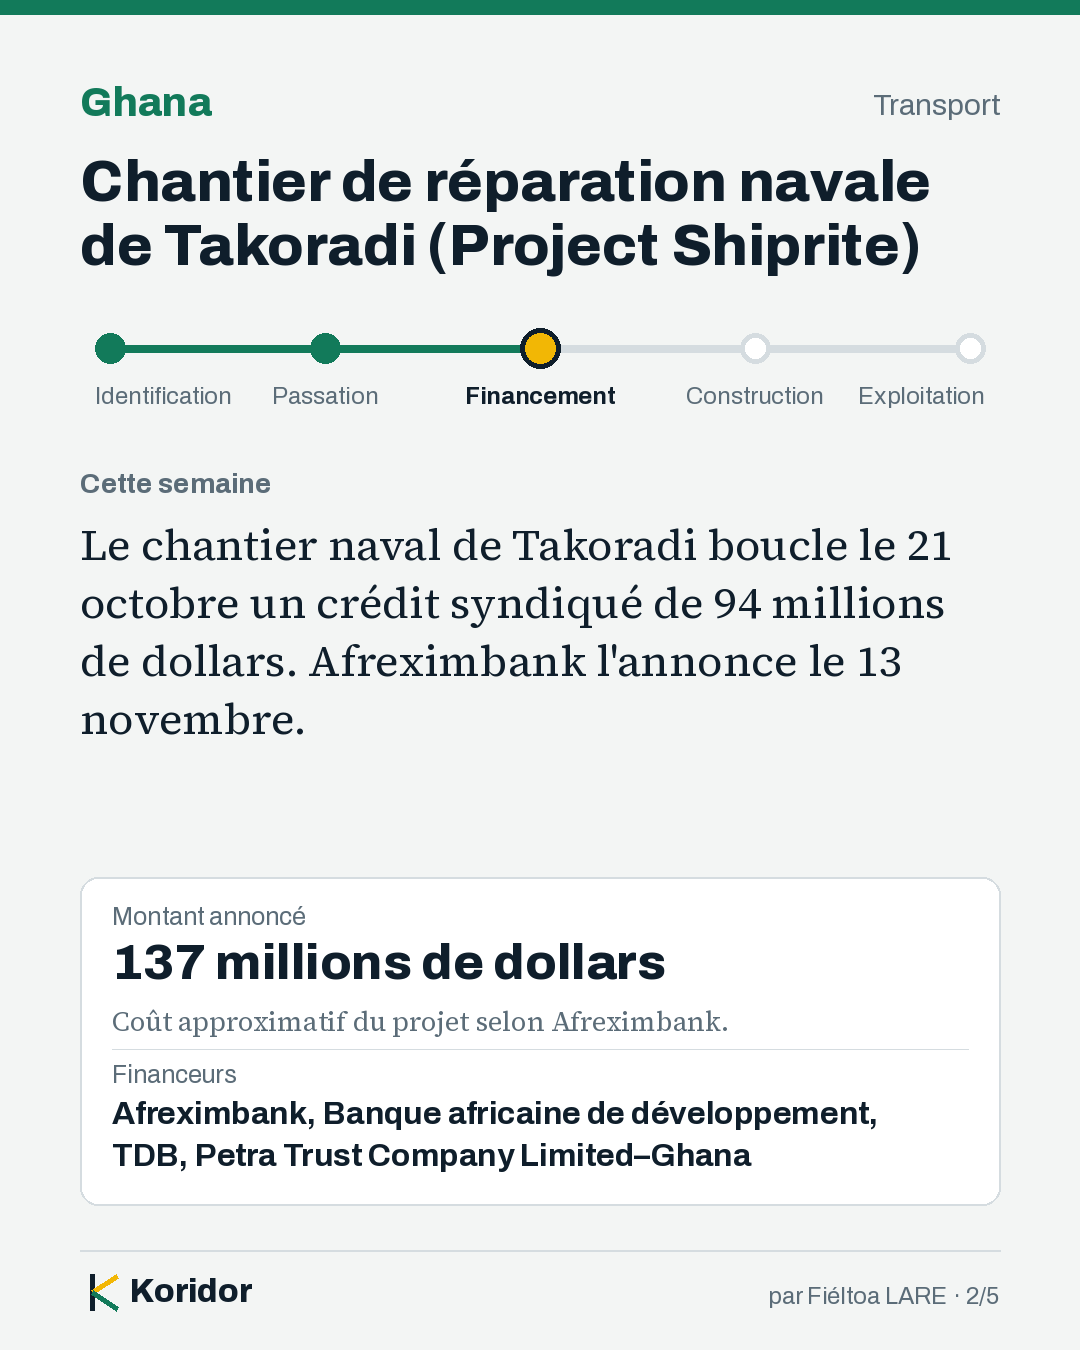 Ghana
Transport
Chantier de réparation navale
de Takoradi (Project Shiprite)
Identification
Passation
Financement
Construction
Exploitation
Cette semaine
Le chantier naval de Takoradi boucle le 21
octobre un crédit syndiqué de 94 millions
de dollars. Afreximbank l'annonce le 13
novembre.
Montant annoncé
137 millions de dollars
Coût approximatif du projet selon Afreximbank.
Financeurs
Afreximbank, Banque africaine de développement,
TDB, Petra Trust Company Limited–Ghana
Koridor
par Fiéltoa LARE · 2/5